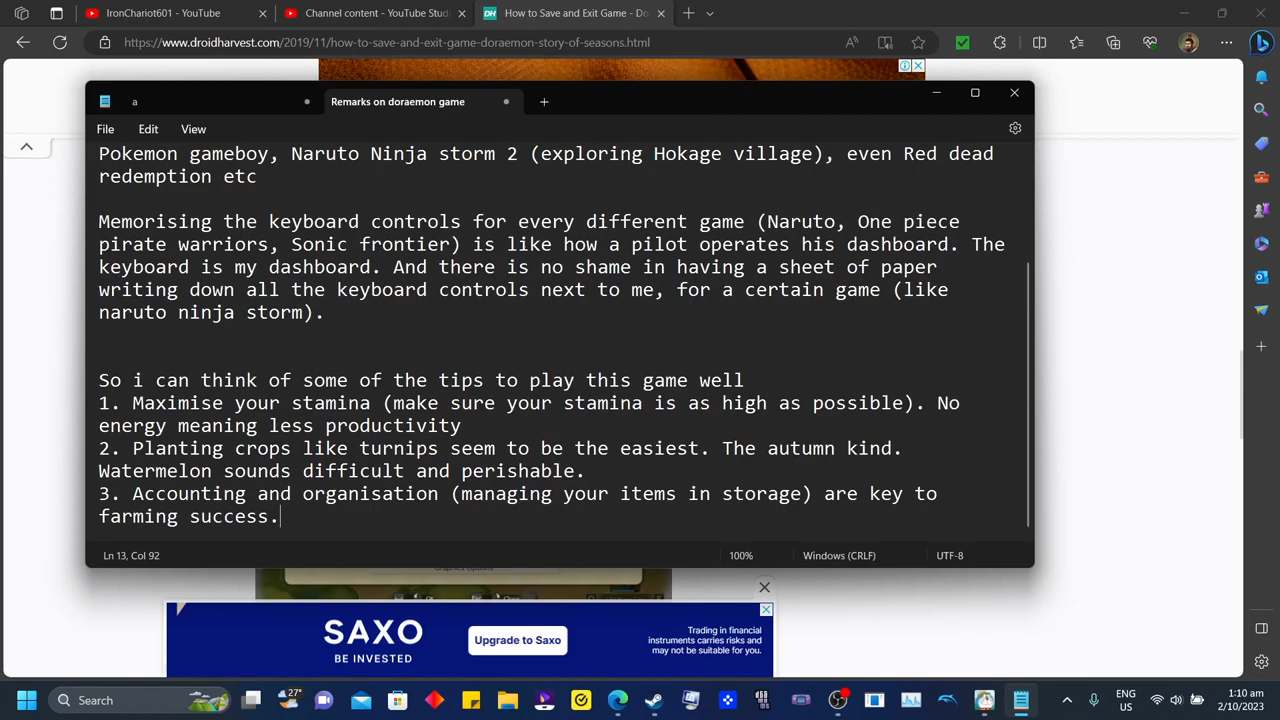 IronChariot601 - YouTube
Channel content - YouTube Stud
How to Save and Exit Game - Do
https://www.droidharvest.com/2019/11/how-to-save-and-exit-game-doraemon-story-of-seasons.html
a
Remarks on doraemon game
File Edit View
Pokemon gameboy, Naruto Ninja storm 2 (exploring Hokage village), even Red dead
redemption etc
Memorising the keyboard controls for every different game (Naruto, One piece
pirate warriors, Sonic frontier) is like how a pilot operates his dashboard. The
keyboard is my dashboard. And there is no shame in having a sheet of paper
writing down all the keyboard controls next to me, for a certain game (like
naruto ninja storm).
So i can think of some of the tips to play this game well
1. Maximise your stamina (make sure your stamina is as high as possible). No
energy meaning less productivity
2. Planting crops like turnips seem to be the easiest. The autumn kind.
Watermelon sounds difficult and perishable.
3. Accounting and organisation (managing your items in storage) are key to
farming success.
Ln 13, Col 92
100%
Windows (CRLF)
UTF-8
SAXO
BE INVESTED
Upgrade to Saxo
Trading in financial
instruments carries risks and
may not be suitable for you.
Search
27°
ENG
US
1:10 am
2/10/2023